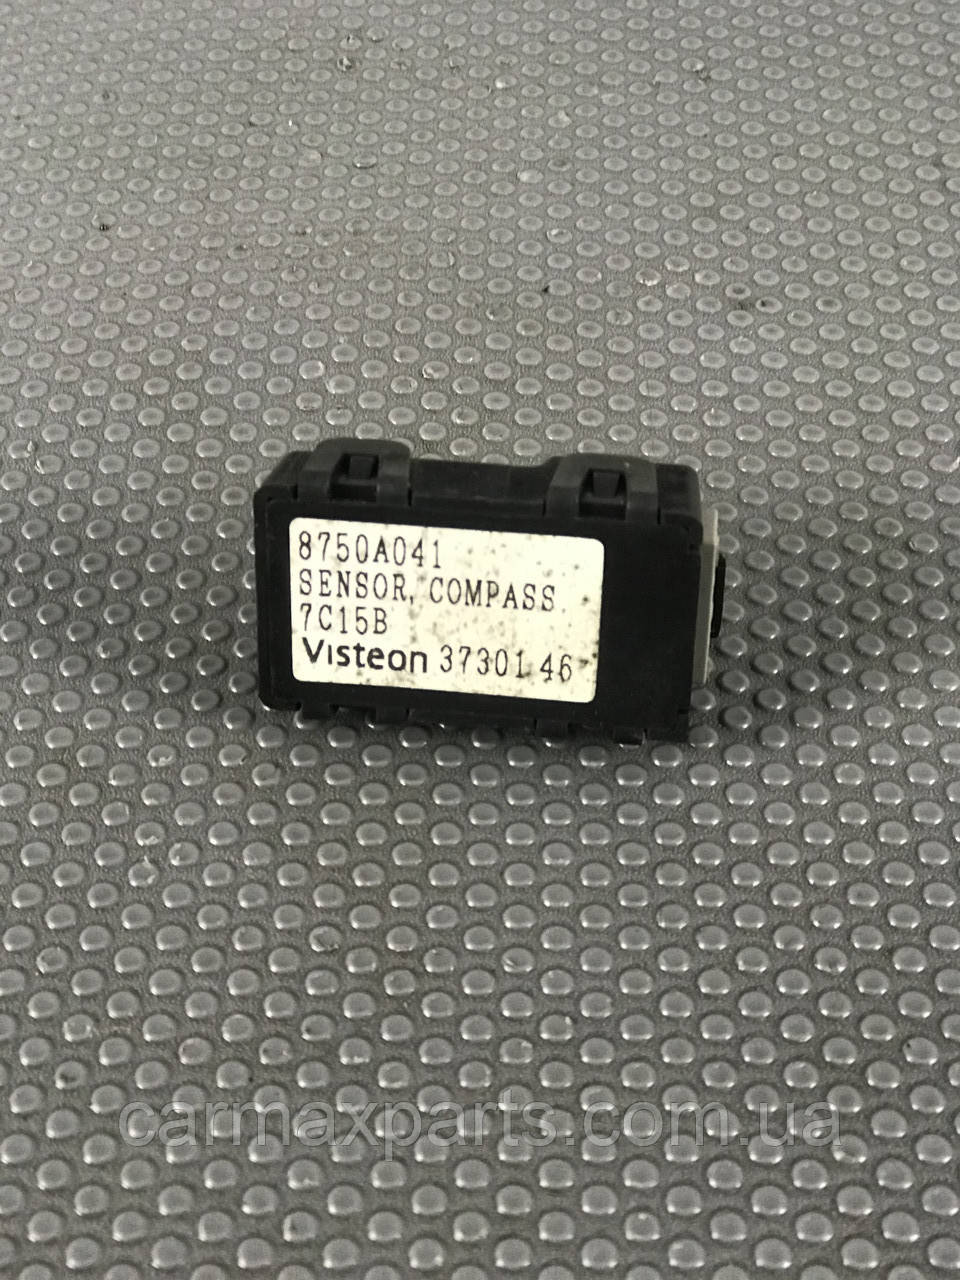 8750A041
SENSOR, COMPASS
7C15B
Visteon 37301 46
carmaxparts.com.ua